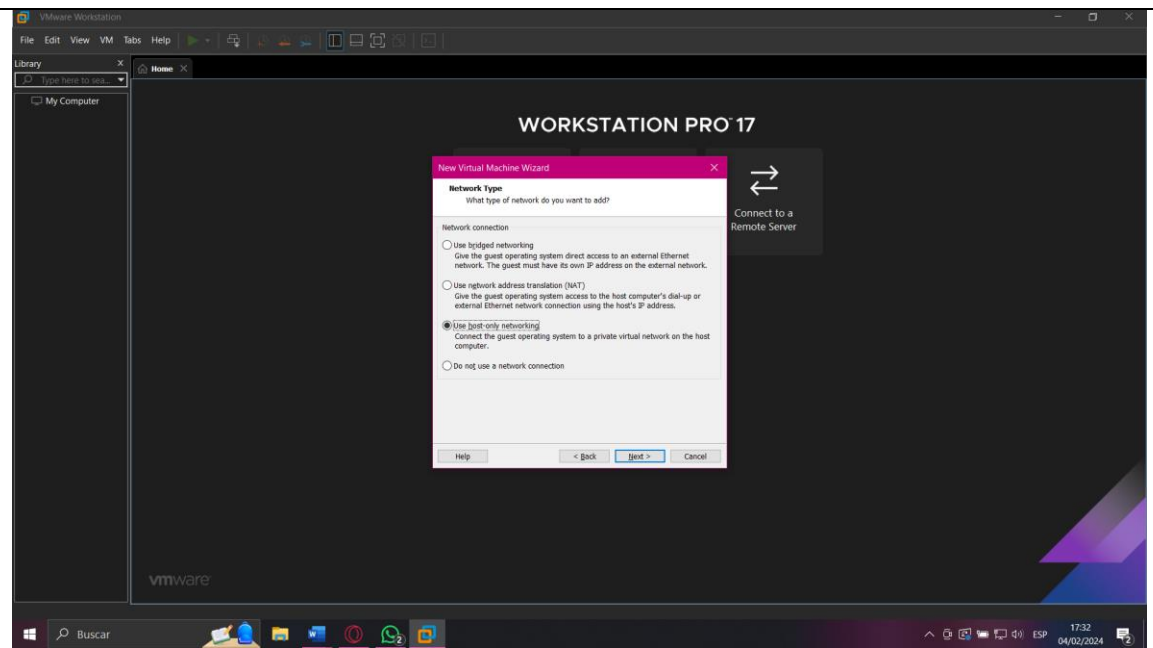 VMware Workstation
File Edit View VM Tabs Help
Library X
Home X
Type here to sea...
My Computer
WORKSTATION PRO™ 17
Connect to a
Remote Server
New Virtual Machine Wizard
Network Type
What type of network do you want to add?
Network connection
Use bridged networking
Give the guest operating system direct access to an external Ethernet
network. The guest must have its own IP address on the external network.
Use network address translation (NAT)
Give the guest operating system access to the host computer's dial-up or
external Ethernet network connection using the host's IP address.
Use host-only networking
Connect the guest operating system to a private virtual network on the host
computer.
Do not use a network connection
Help < Back Next > Cancel
vmware
Buscar
ESP
17:32
04/02/2024